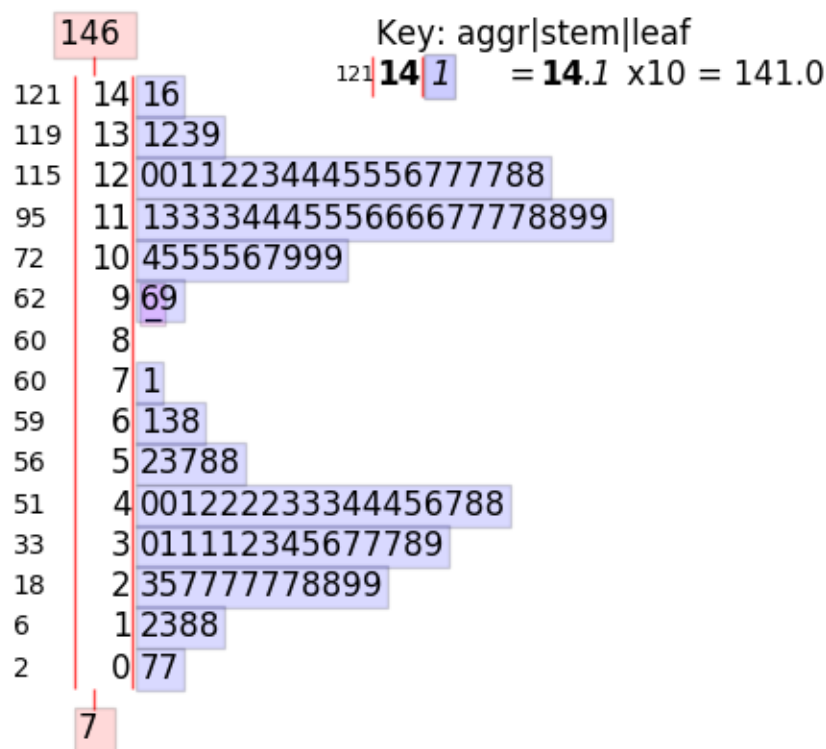 146
Key: aggr|stem|leaf
121 14 1 = 14.1 x10 = 141.0
121 14 16
119 13 1239
115 12 00112234445556777788
95 11 13333444555666677778899
72 10 4555567999
62 9 69
60 8
60 7 1
59 6 138
56 5 23788
51 4 001222233344456788
33 3 011112345677789
18 2 357777778899
6 1 2388
2 0 77
7